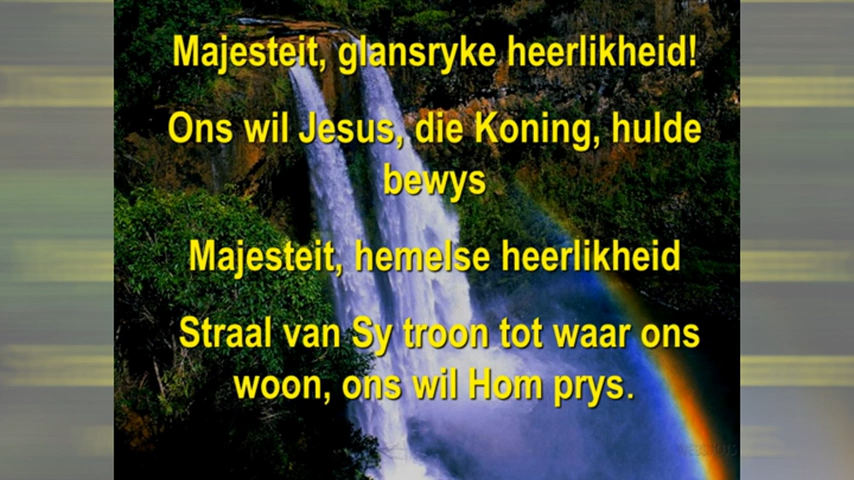 Majesteit, glansryke heerlikheid!
Ons wil Jesus, die Koning, hulde
bewys
Majesteit, hemelse heerlikheid
Straal van Sy troon tot waar ons
woon, ons wil Hom prys.